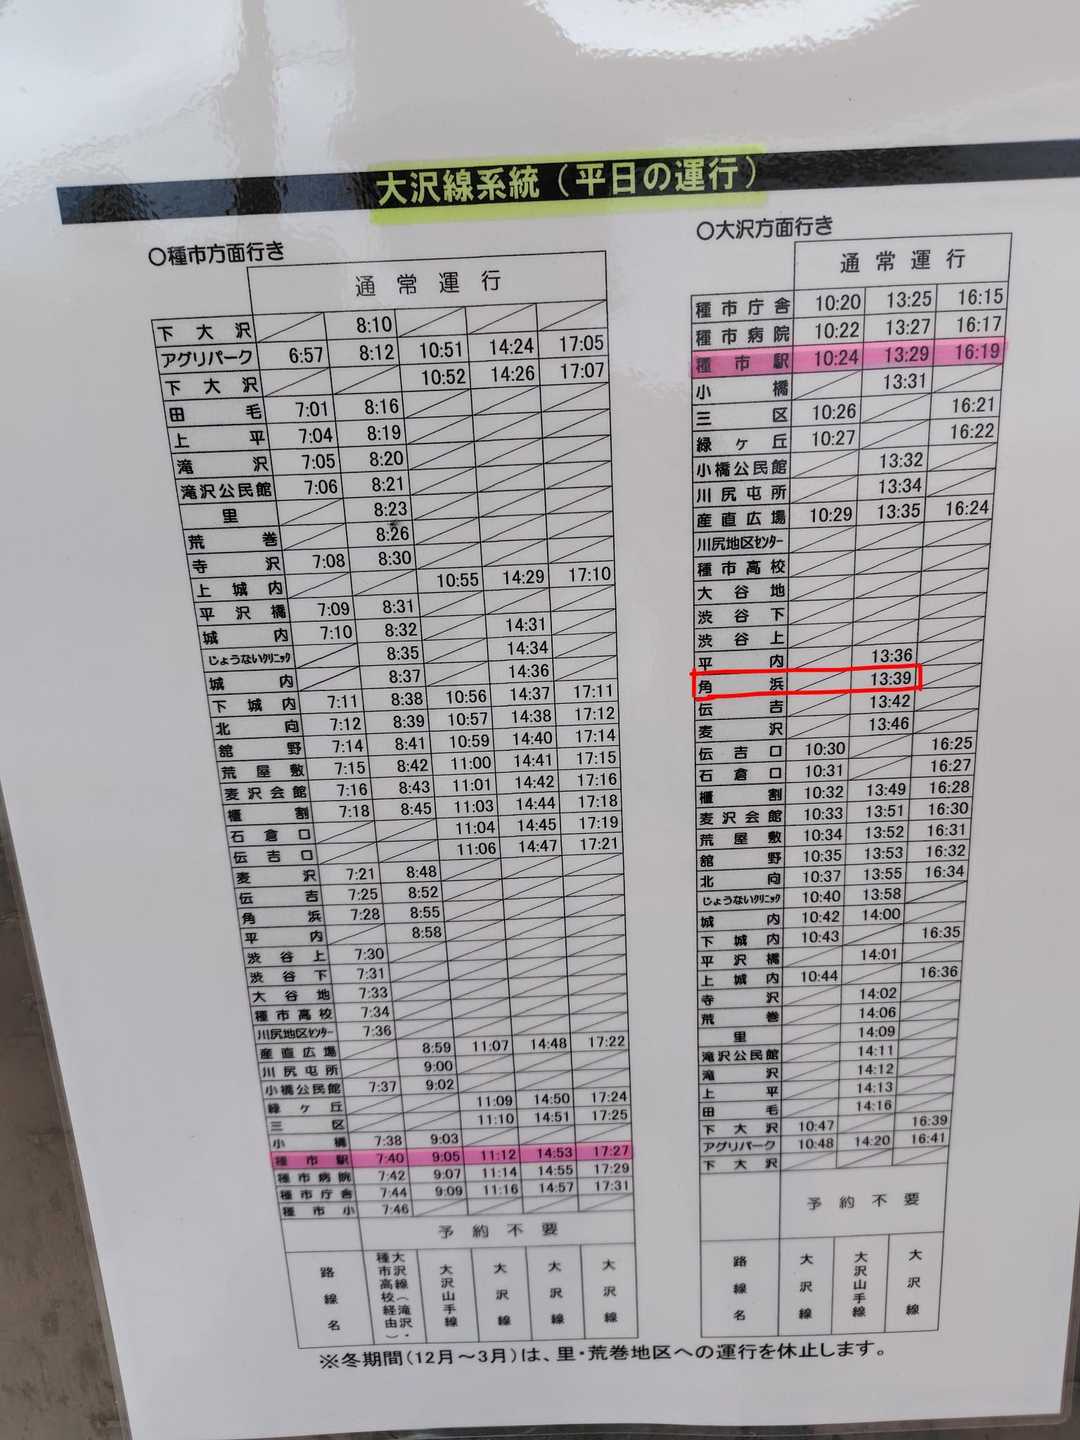 大沢線系統(平日の運行)
○種市方面行き
通常運行
下大沢 8:10
アグリパーク 6:57 8:12 10:51 14:24 17:05
下大沢 10:52 14:26 17:07
田毛 7:01 8:16
上平 7:04 8:19
滝沢 7:05 8:20
滝沢公民館 7:06 8:21
里 8:23
荒巻 8:26
寺沢 7:08 8:30
上城内 10:55 14:29 17:10
平沢橋 7:09 8:31
城内 7:10 8:32 14:31
じょうないクリニック 8:35 14:34
城内 8:37 14:36
下城内 7:11 8:38 10:56 14:37 17:11
北向 7:12 8:39 10:57 14:38 17:12
舘野 7:14 8:41 10:59 14:40 17:14
荒屋敷 7:15 8:42 11:00 14:41 17:15
麦沢会館 7:16 8:43 11:01 14:42 17:16
櫃割 7:18 8:45 11:03 14:44 17:18
石倉口 11:04 14:45 17:19
伝吉口 11:06 14:47 17:21
麦沢 7:21 8:48
伝吉 7:25 8:52
角浜 7:28 8:55
平内 8:58
渋谷上 7:30
渋谷下 7:31
大谷地 7:33
種市高校 7:34
川尻地区センター 7:36
産直広場 8:59 11:07 14:48 17:22
川尻屯所 9:00
小橋公民館 7:37 9:02
緑ヶ丘 11:09 14:50 17:24
三区 11:10 14:51 17:25
小橋 7:38 9:03
種市駅 7:40 9:05 11:12 14:53 17:27
種市病院 7:42 9:07 11:14 14:55 17:29
種市庁舎 7:44 9:09 11:16 14:57 17:31
種市小 7:46
予約不要
路線名 大沢線(滝沢・種市高校経由) 大沢山手線 大沢線 大沢線 大沢線
○大沢方面行き
通常運行
種市庁舎 10:20 13:25 16:15
種市病院 10:22 13:27 16:17
種市駅 10:24 13:29 16:19
小橋 13:31
三区 10:26 16:21
緑ヶ丘 10:27 16:22
小橋公民館 13:32
川尻屯所 13:34
産直広場 10:29 13:35 16:24
川尻地区センター
種市高校
大谷地
渋谷下
渋谷上
平内 13:36
角浜 13:39
伝吉 13:42
麦沢 13:46
伝吉口 10:30 16:25
石倉口 10:31 16:27
櫃割 10:32 13:49 16:28
麦沢会館 10:33 13:51 16:30
荒屋敷 10:34 13:52 16:31
舘野 10:35 13:53 16:32
北向 10:37 13:55 16:34
じょうないクリニック 10:40 13:58
城内 10:42 14:00
下城内 10:43 16:35
平沢橋 14:01
上城内 10:44 16:36
寺沢 14:02
荒巻 14:06
里 14:09
滝沢公民館 14:11
滝沢 14:12
上平 14:13
田毛 14:16
下大沢 10:47 16:39
アグリパーク 10:48 14:20 16:41
下大沢
予約不要
路線名 大沢線 大沢山手線 大沢線
※冬期間(12月～3月)は、里・荒巻地区への運行を休止します。